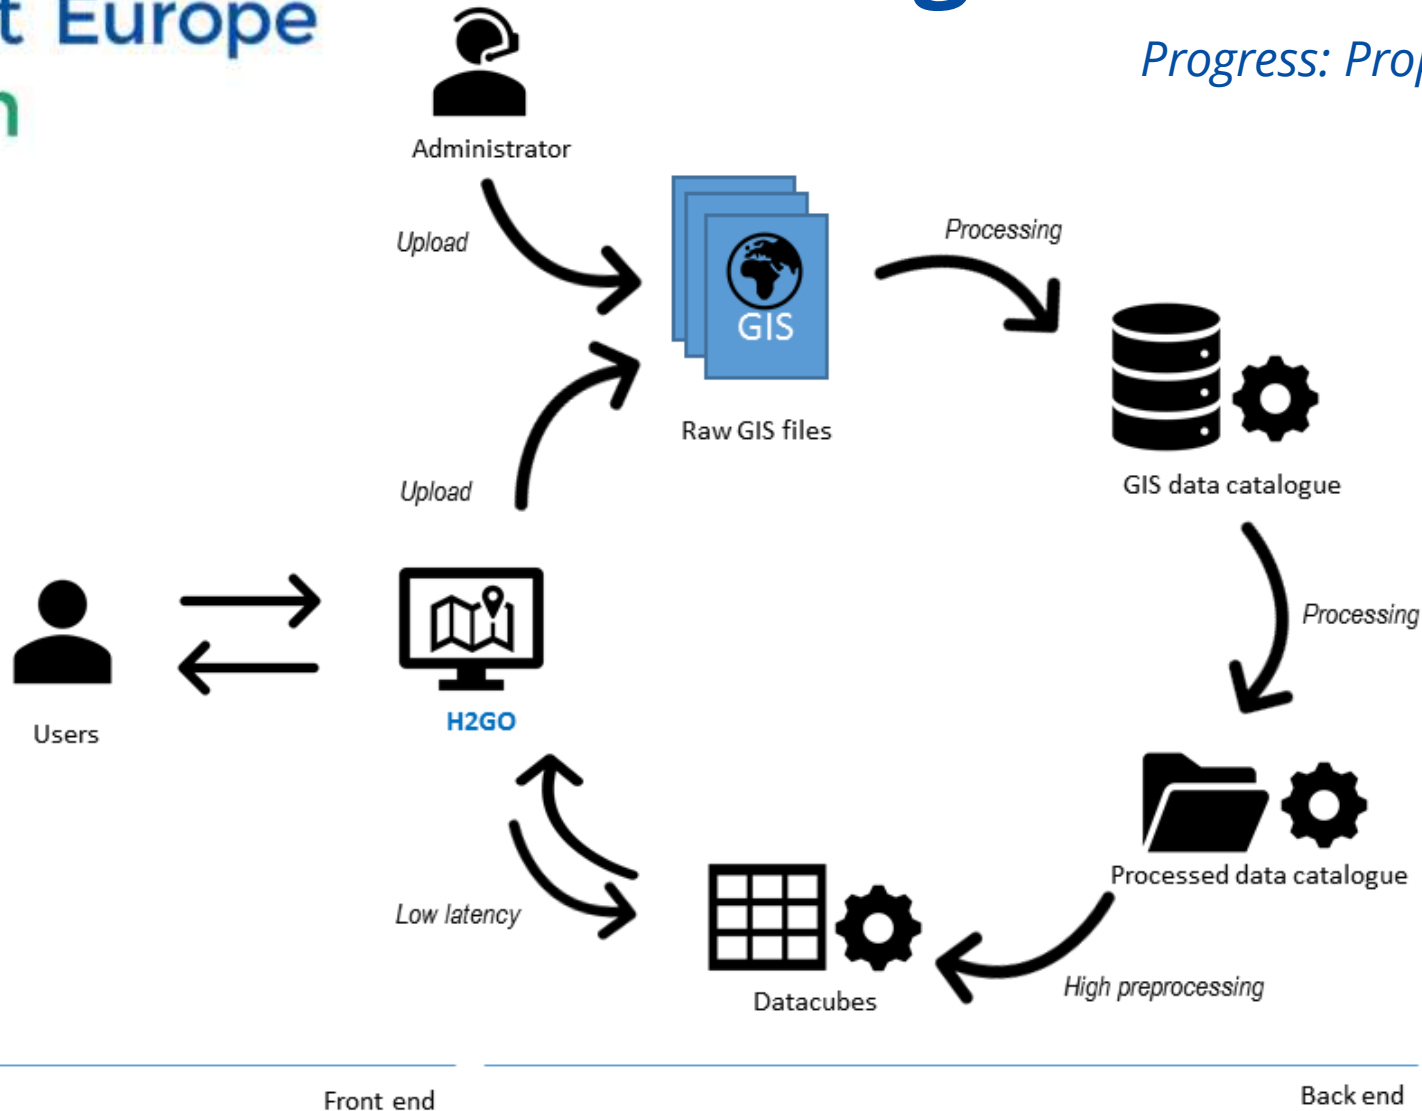 Europe
Progress:
Administrator
Upload
Processing
GIS
Raw GIS files
GIS data catalogue
Upload
Processing
H2GO
Users
Processed data catalogue
Low latency
High preprocessing
Datacubes
Front end
Back end